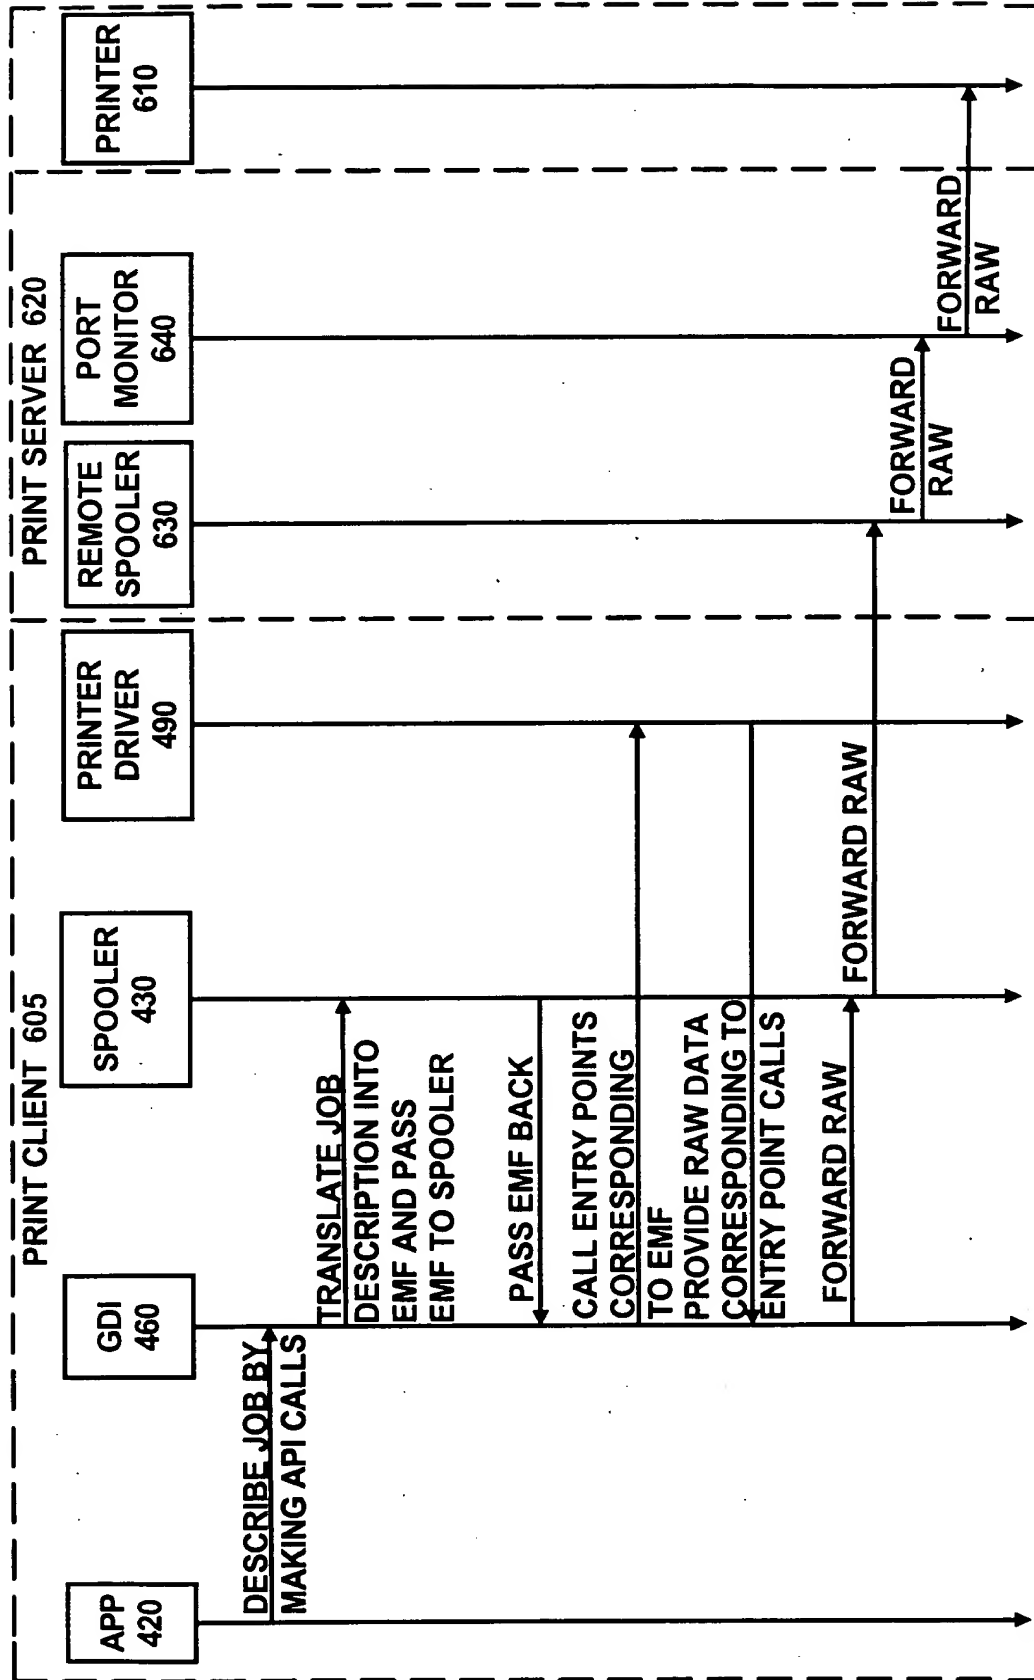 PRINT CLIENT 605
PRINT SERVER 620
APP
420
GDI
460
SPOOLER
430
PRINTER
DRIVER
490
REMOTE
SPOOLER
630
PORT
MONITOR
640
PRINTER
610
DESCRIBE JOB BY
MAKING API CALLS
TRANSLATE JOB
DESCRIPTION INTO
EMF AND PASS
EMF TO SPOOLER
PASS EMF BACK
CALL ENTRY POINTS
CORRESPONDING
TO EMF
PROVIDE RAW DATA
CORRESPONDING TO
ENTRY POINT CALLS
FORWARD RAW
FORWARD RAW
FORWARD
RAW
FORWARD
RAW